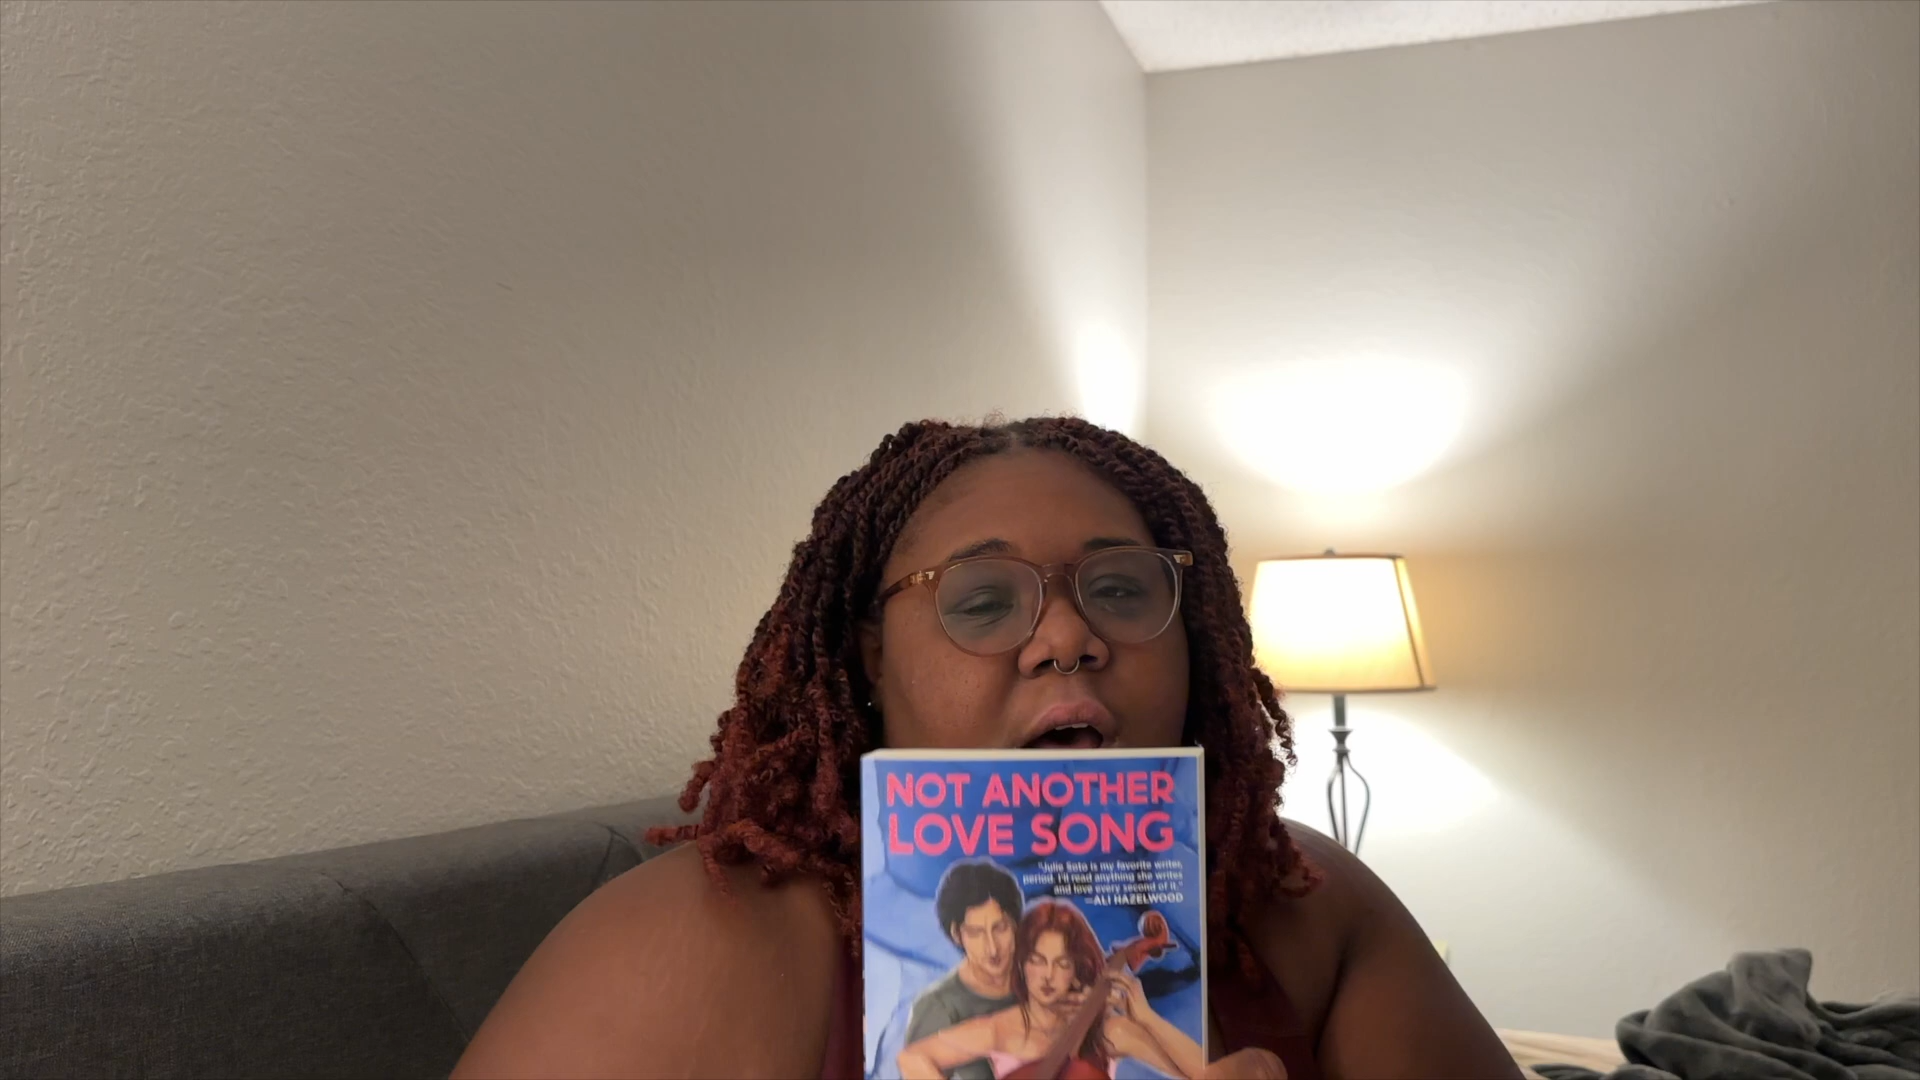 NOT ANOTHER
LOVE SONG
"Julie Soto is my favorite writer,
period. I'll read anything she writes
and love every second of it."
—ALI HAZELWOOD